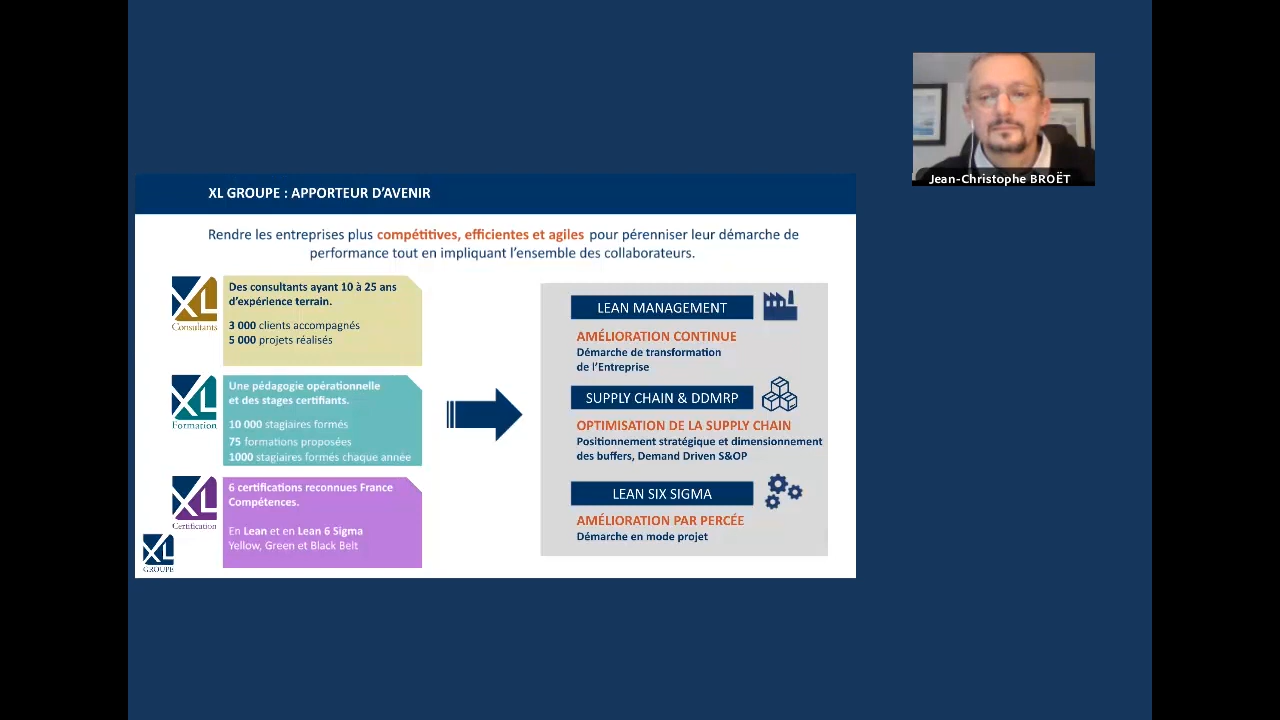 Jean-Christophe BROËT
XL GROUPE : APPORTEUR D'AVENIR
Rendre les entreprises plus compétitives, efficientes et agiles pour pérenniser leur démarche de
performance tout en impliquant l'ensemble des collaborateurs.
XL
Consultants
Des consultants ayant 10 à 25 ans
d'expérience terrain.
3 000 clients accompagnés
5 000 projets réalisés
XL
Formation
Une pédagogie opérationnelle
et des stages certifiants.
10 000 stagiaires formés
75 formations proposées
1000 stagiaires formés chaque année
XL
Certification
6 certifications reconnues France
Compétences.
En Lean et en Lean 6 Sigma
Yellow, Green et Black Belt
XL
GROUPE
LEAN MANAGEMENT
AMÉLIORATION CONTINUE
Démarche de transformation
de l'Entreprise
SUPPLY CHAIN & DDMRP
OPTIMISATION DE LA SUPPLY CHAIN
Positionnement stratégique et dimensionnement
des buffers, Demand Driven S&OP
LEAN SIX SIGMA
AMÉLIORATION PAR PERCÉE
Démarche en mode projet